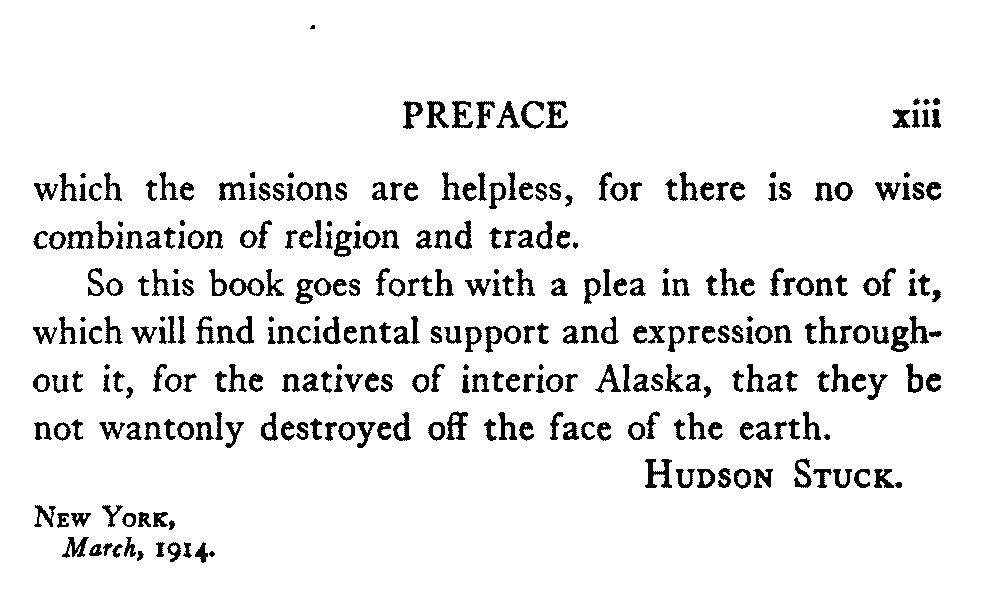 PREFACE xiii
which the missions are helpless, for there is no wise
combination of religion and trade.
So this book goes forth with a plea in the front of it,
which will find incidental support and expression through-
out it, for the natives of interior Alaska, that they be
not wantonly destroyed off the face of the earth.
HUDSON STUCK.
NEW YORK,
March, 1914.